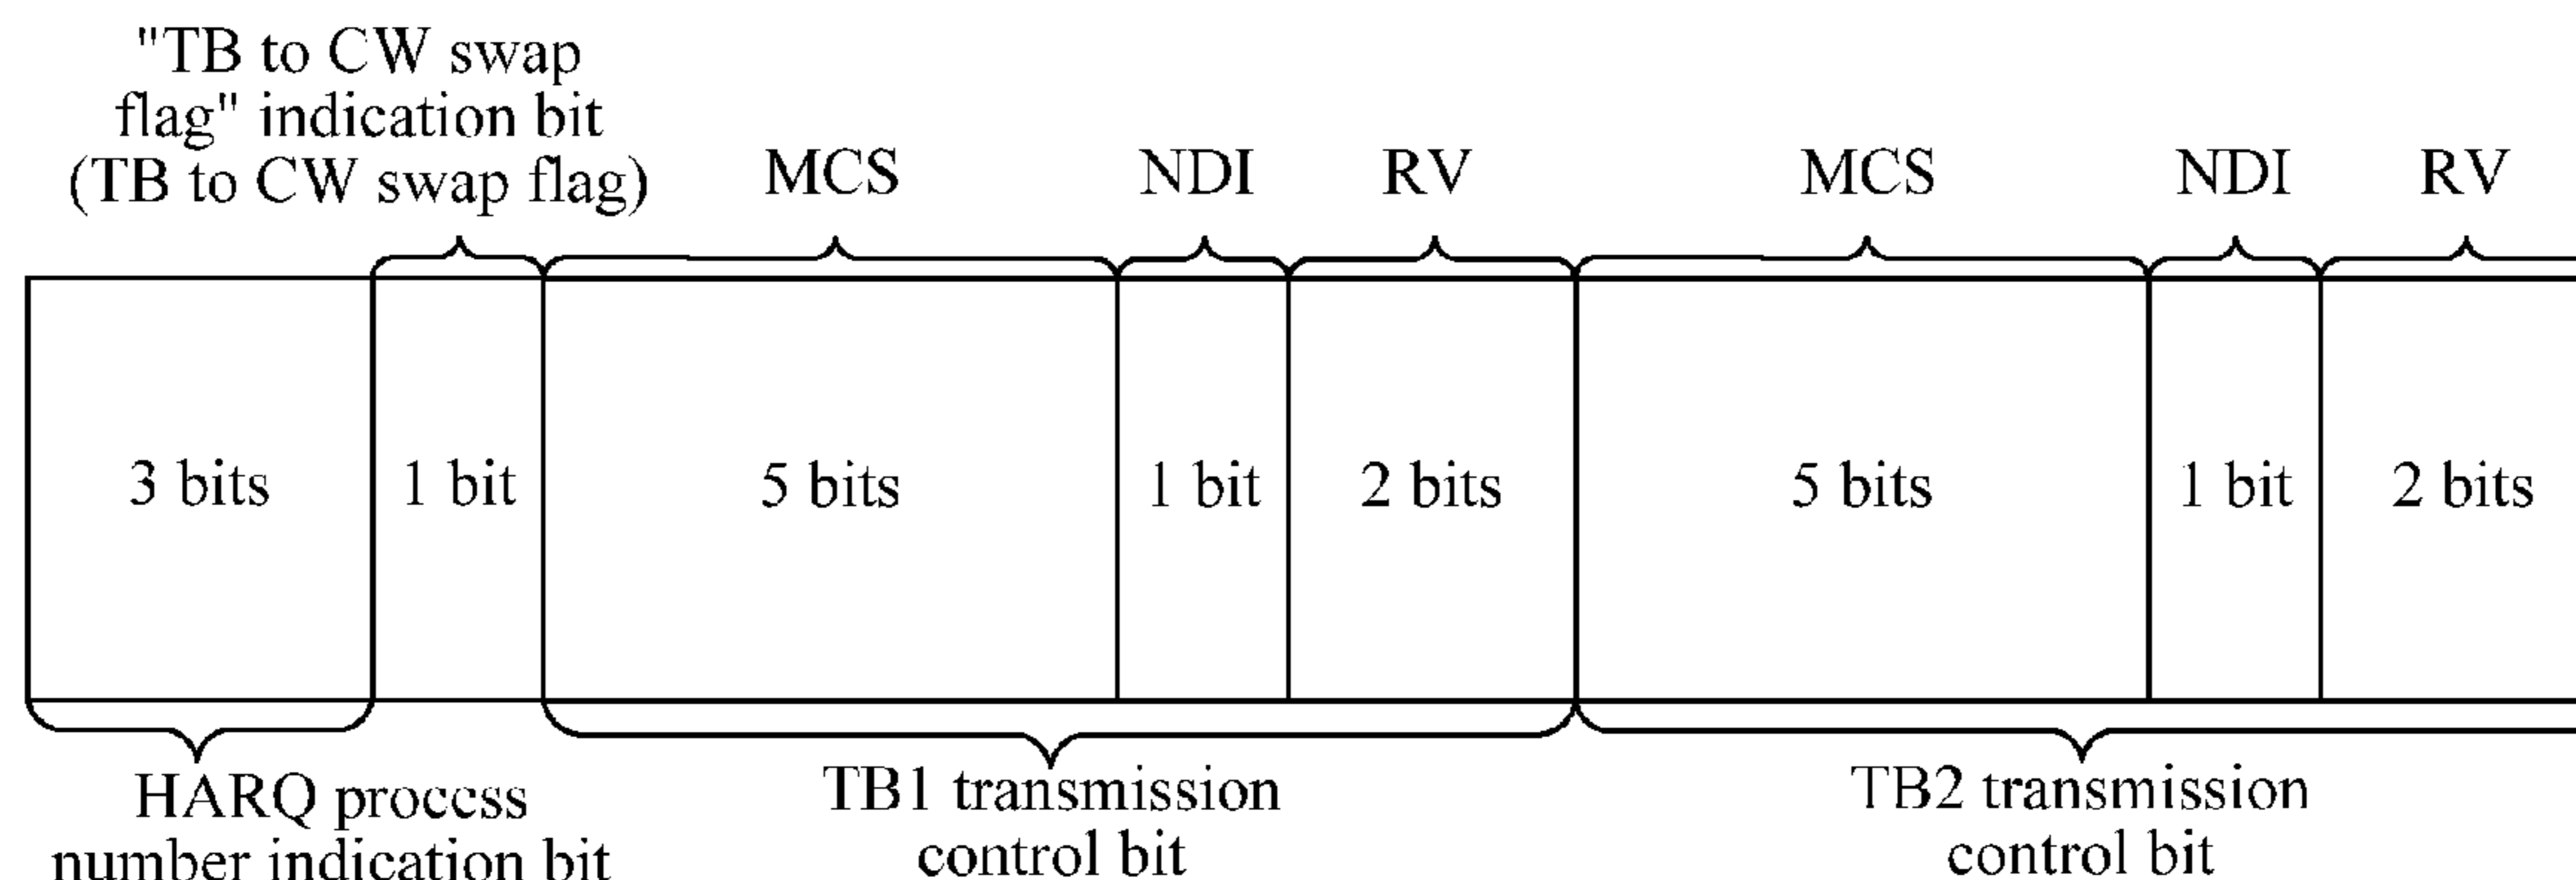 "TB to CW swap
flag" indication bit
(TB to CW swap flag)
MCS
NDI
RV
MCS
NDI
RV
3 bits
1 bit
5 bits
1 bit
2 bits
5 bits
1 bit
2 bits
HARQ process
number indication bit
TB1 transmission
control bit
TB2 transmission
control bit